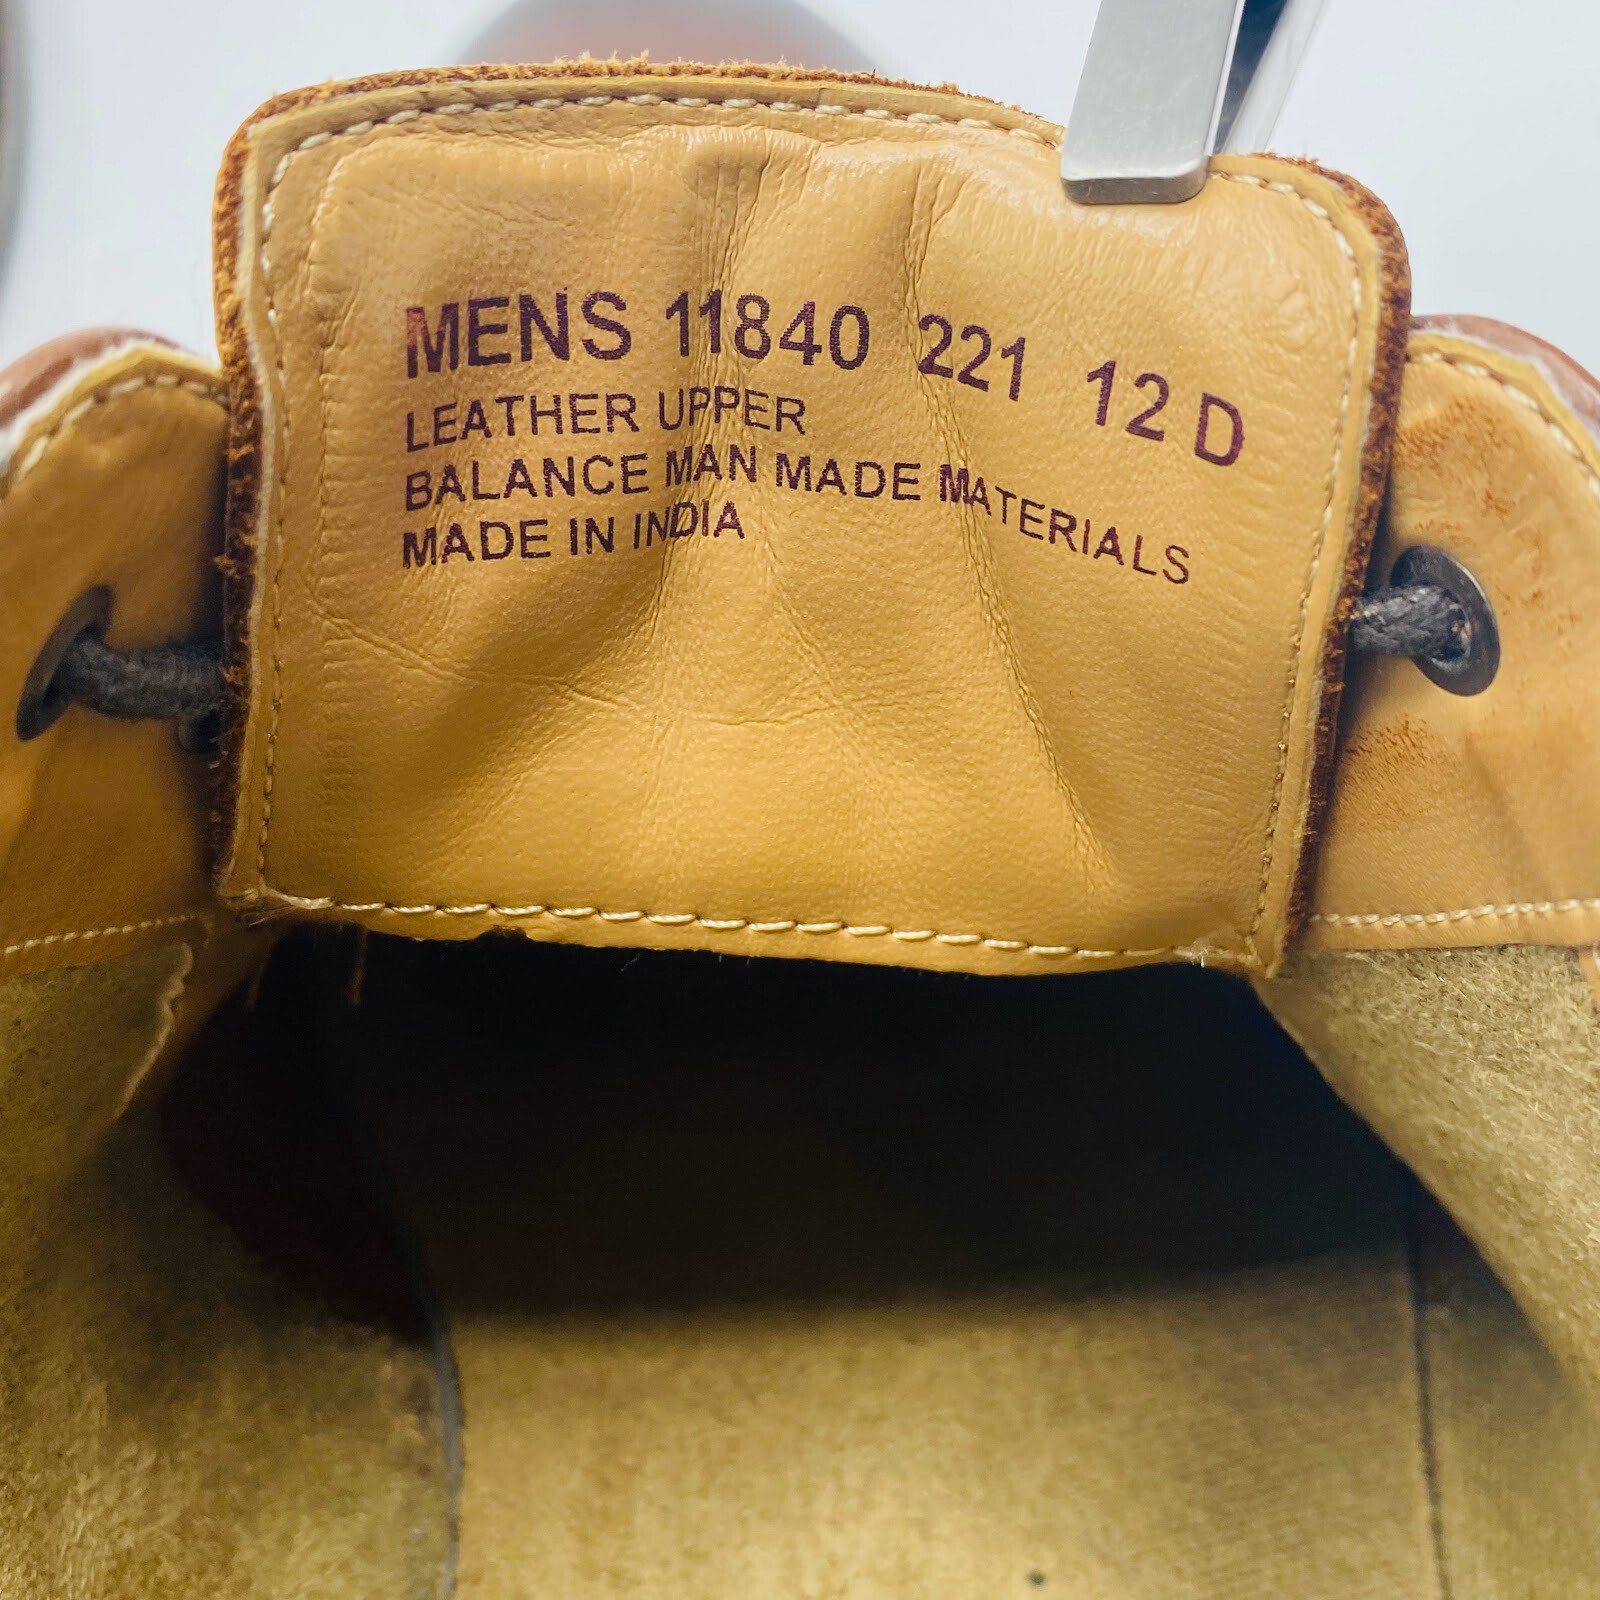 MENS 11840 221 12 D
LEATHER UPPER
BALANCE MAN MADE MATERIALS
MADE IN INDIA